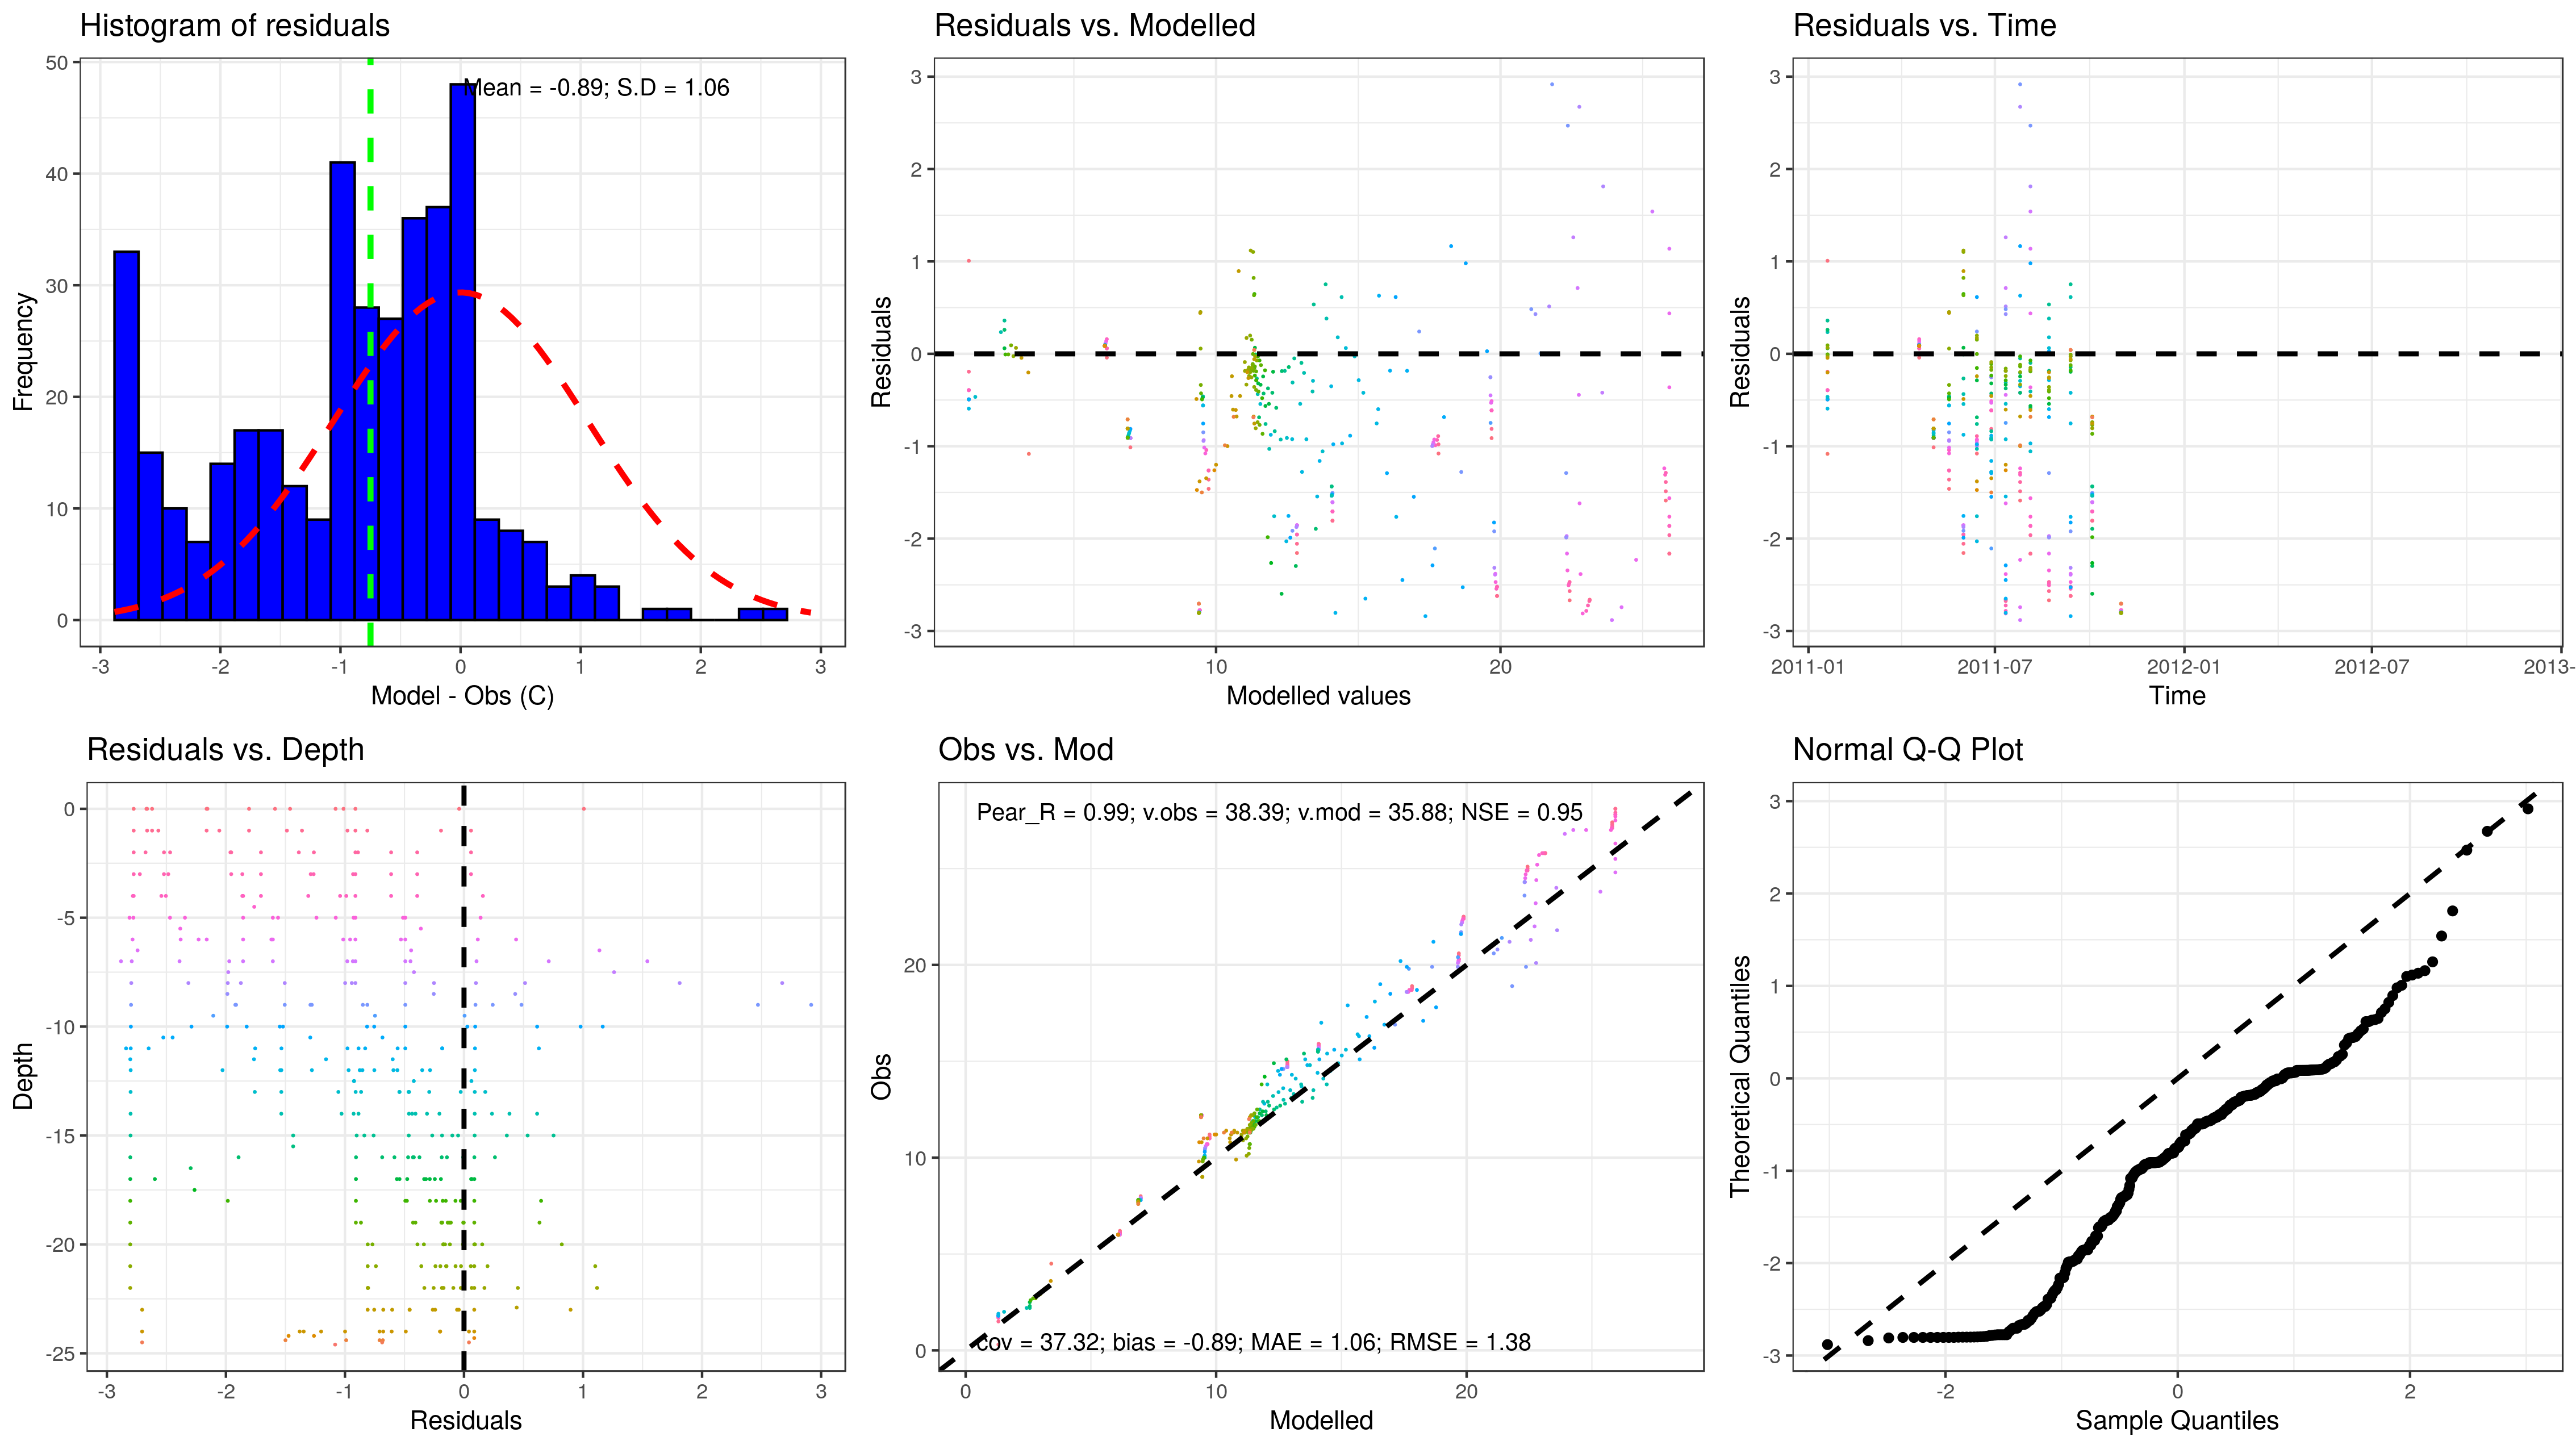 Histogram of residuals
50
40
30
20
10
0
Frequency
Mean = -0.89; S.D = 1.06
-3 -2 -1 0 1 2 3
Model - Obs (C)
Residuals vs. Modelled
3
2
1
0
-1
-2
-3
Residuals
10 20
Modelled values
Residuals vs. Time
3
2
1
0
-1
-2
-3
Residuals
2011-01 2011-07 2012-01 2012-07 2013-
Time
Residuals vs. Depth
0
-5
-10
-15
-20
-25
Depth
-3 -2 -1 0 1 2 3
Residuals
Obs vs. Mod
Pear_R = 0.99; v.obs = 38.39; v.mod = 35.88; NSE = 0.95
20
10
0
Obs
cov = 37.32; bias = -0.89; MAE = 1.06; RMSE = 1.38
0 10 20
Modelled
Normal Q-Q Plot
3
2
1
0
-1
-2
-3
Theoretical Quantiles
-2 0 2
Sample Quantiles